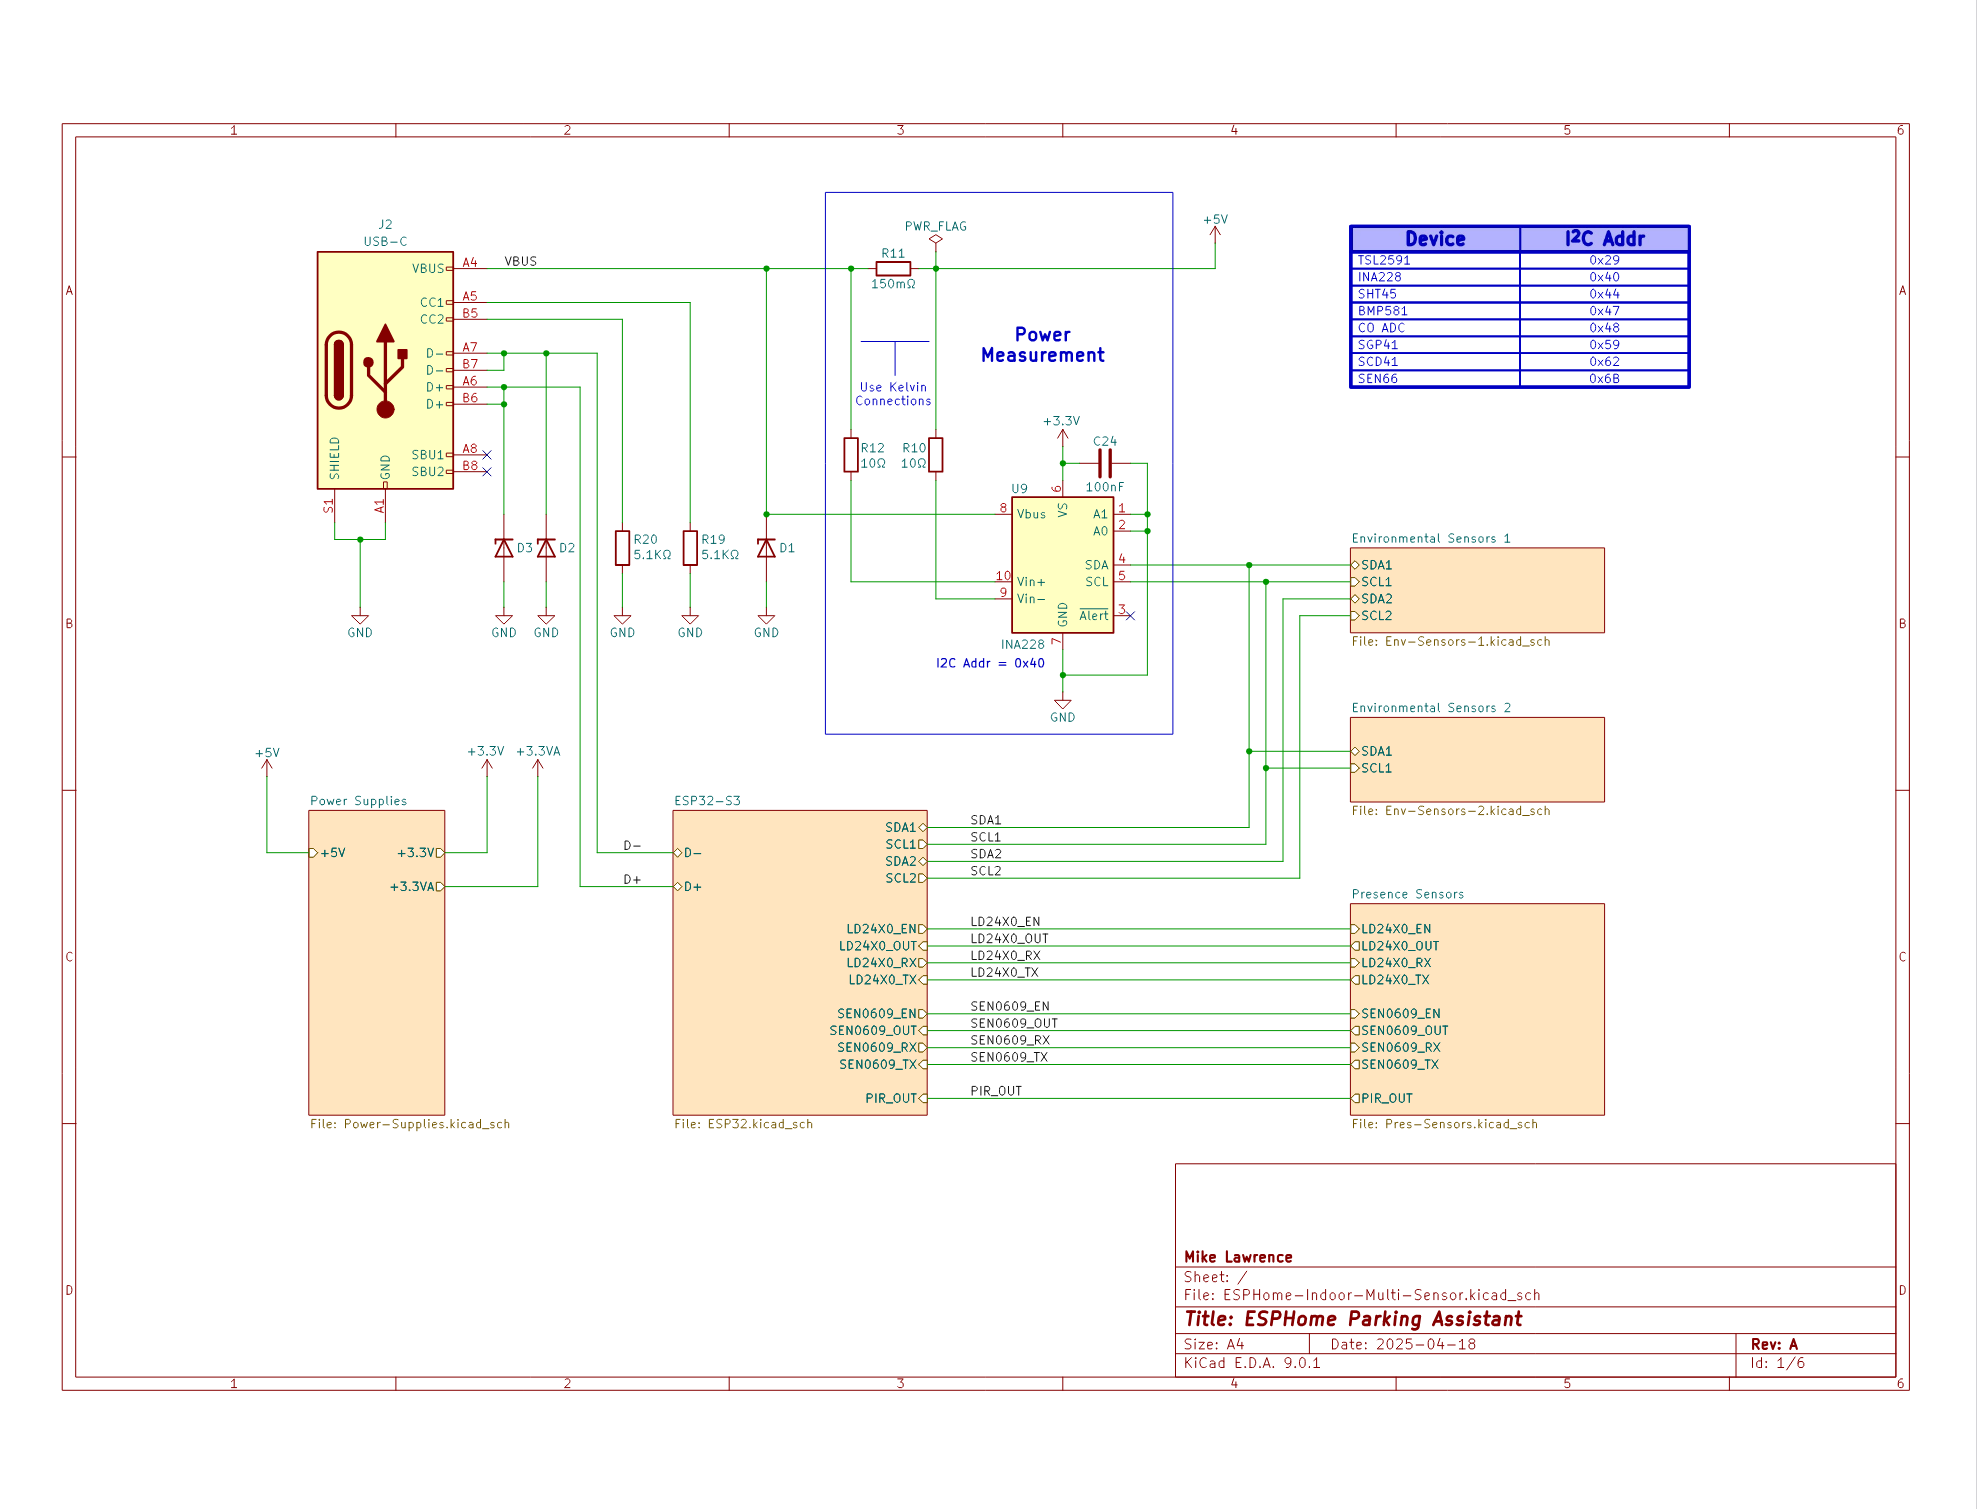 1 2 3 4 5 6
A A
B B
C C
D D
J2
USB-C
VBUS A4
VBUS
CC1 A5
CC2 B5
D- A7
D- B7
D+ A6
D+ B6
SBU1 A8
SBU2 B8
SHIELD
GND
S1
A1
GND
D3
GND
D2
GND
R20
5.1KΩ
GND
R19
5.1KΩ
GND
D1
GND
PWR_FLAG
R11
150mΩ
+5V
Power
Measurement
Use Kelvin
Connections
R12
10Ω
R10
10Ω
+3.3V
C24
100nF
U9
6
VS
8 Vbus
A1 1
A0 2
SDA 4
10 Vin+
SCL 5
9 Vin-
GND
Alert 3
7
INA228
I2C Addr = 0x40
GND
Device I²C Addr
TSL2591 0x29
INA228 0x40
SHT45 0x44
BMP581 0x47
CO ADC 0x48
SGP41 0x59
SCD41 0x62
SEN66 0x6B
Environmental Sensors 1
SDA1
SCL1
SDA2
SCL2
File: Env-Sensors-1.kicad_sch
Environmental Sensors 2
SDA1
SCL1
File: Env-Sensors-2.kicad_sch
+5V
+3.3V
+3.3VA
Power Supplies
+5V
+3.3V
+3.3VA
File: Power-Supplies.kicad_sch
D-
D+
ESP32-S3
D-
D+
SDA1
SCL1
SDA2
SCL2
LD24X0_EN
LD24X0_OUT
LD24X0_RX
LD24X0_TX
SEN0609_EN
SEN0609_OUT
SEN0609_RX
SEN0609_TX
PIR_OUT
File: ESP32.kicad_sch
SDA1
SCL1
SDA2
SCL2
LD24X0_EN
LD24X0_OUT
LD24X0_RX
LD24X0_TX
SEN0609_EN
SEN0609_OUT
SEN0609_RX
SEN0609_TX
PIR_OUT
Presence Sensors
LD24X0_EN
LD24X0_OUT
LD24X0_RX
LD24X0_TX
SEN0609_EN
SEN0609_OUT
SEN0609_RX
SEN0609_TX
PIR_OUT
File: Pres-Sensors.kicad_sch
Mike Lawrence
Sheet: /
File: ESPHome-Indoor-Multi-Sensor.kicad_sch
Title: ESPHome Parking Assistant
Size: A4 Date: 2025-04-18 Rev: A
KiCad E.D.A. 9.0.1 Id: 1/6
1 2 3 4 5 6